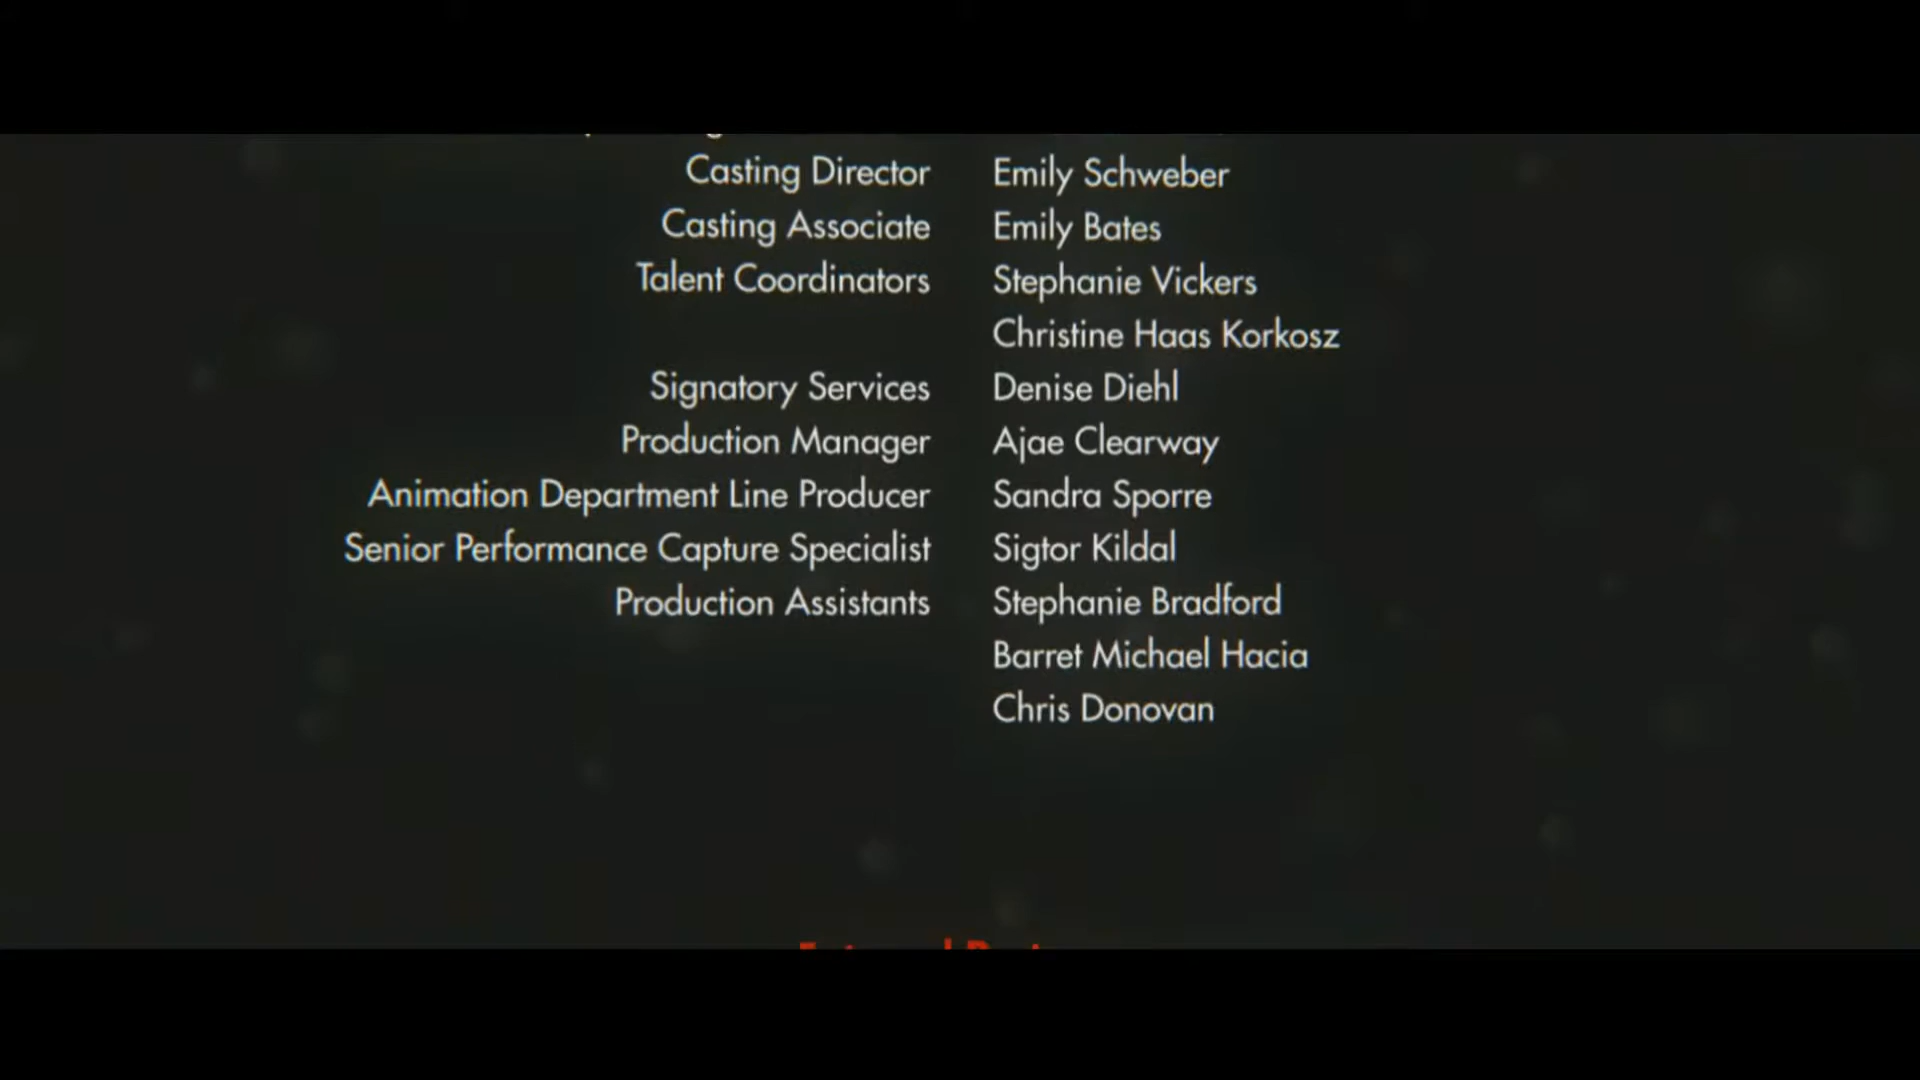 Casting Director Emily Schweber
Casting Associate Emily Bates
Talent Coordinators Stephanie Vickers
Christine Haas Korkosz
Signatory Services Denise Diehl
Production Manager Ajae Clearway
Animation Department Line Producer Sandra Sporre
Senior Performance Capture Specialist Sigtor Kildal
Production Assistants Stephanie Bradford
Barret Michael Hacia
Chris Donovan